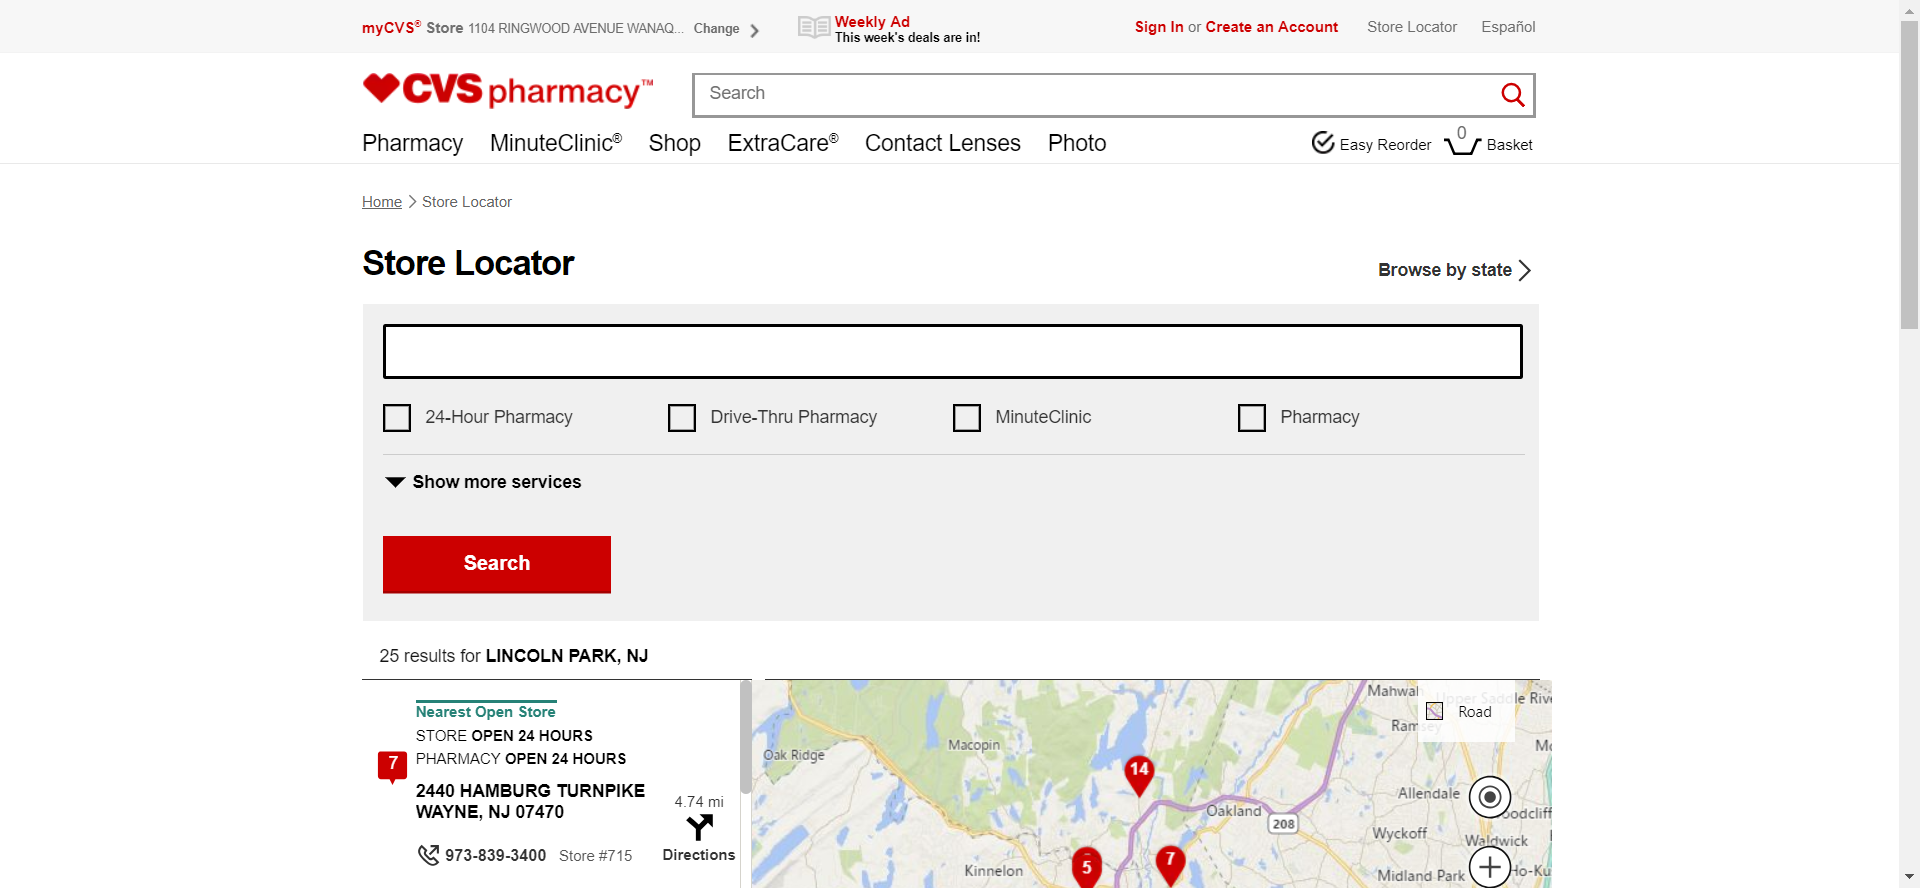 myCVS® Store 1104 RINGWOOD AVENUE WANAQ... Change
Weekly Ad
This week's deals are in!
Sign In or Create an Account
Store Locator
Español
CVS pharmacy™
Search
Pharmacy
MinuteClinic®
Shop
ExtraCare®
Contact Lenses
Photo
Easy Reorder
0
Basket
Home
Store Locator
Store Locator
Browse by state
24-Hour Pharmacy
Drive-Thru Pharmacy
MinuteClinic
Pharmacy
Show more services
Search
25 results for LINCOLN PARK, NJ
Nearest Open Store
STORE OPEN 24 HOURS
PHARMACY OPEN 24 HOURS
7
2440 HAMBURG TURNPIKE
WAYNE, NJ 07470
4.74 mi
973-839-3400
Store #715
Directions
Mahwah
Upper Saddle Rive
Road
Ramsey
Macopin
Oak Ridge
14
Allendale
Oakland
208
Woodcliff
Wyckoff
Waldwick
5
7
Kinnelon
Midland Park
Ho-Ku